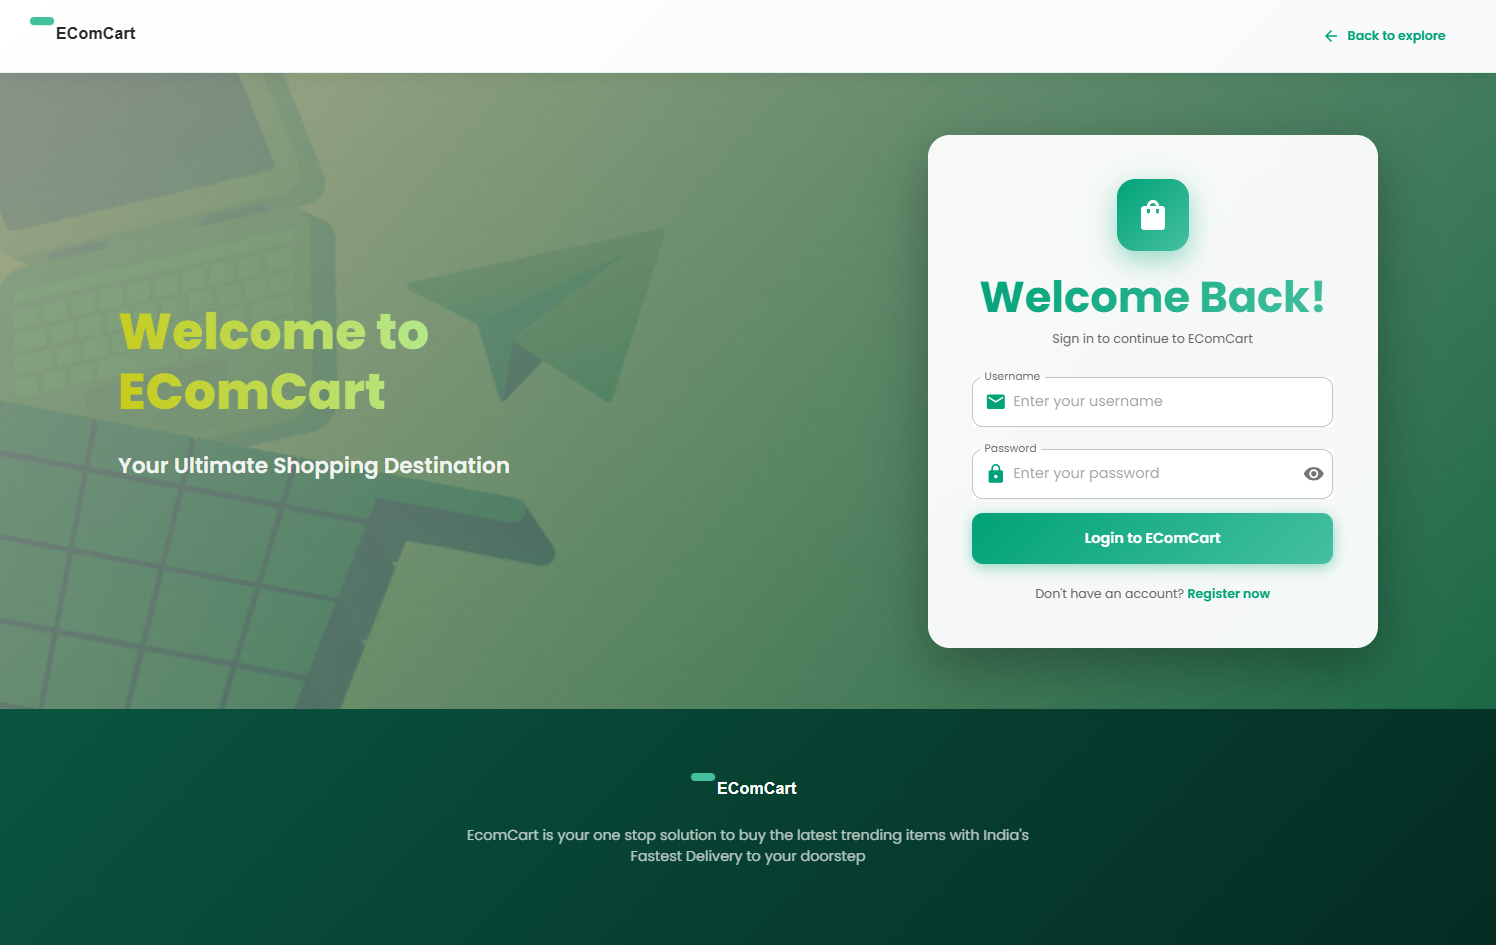 EComCart
Back to explore
Welcome to
EComCart
Your Ultimate Shopping Destination
Welcome Back!
Sign in to continue to EComCart
Username
Enter your username
Password
Enter your password
Login to EComCart
Don't have an account? Register now
EComCart
EcomCart is your one stop solution to buy the latest trending items with India's
Fastest Delivery to your doorstep